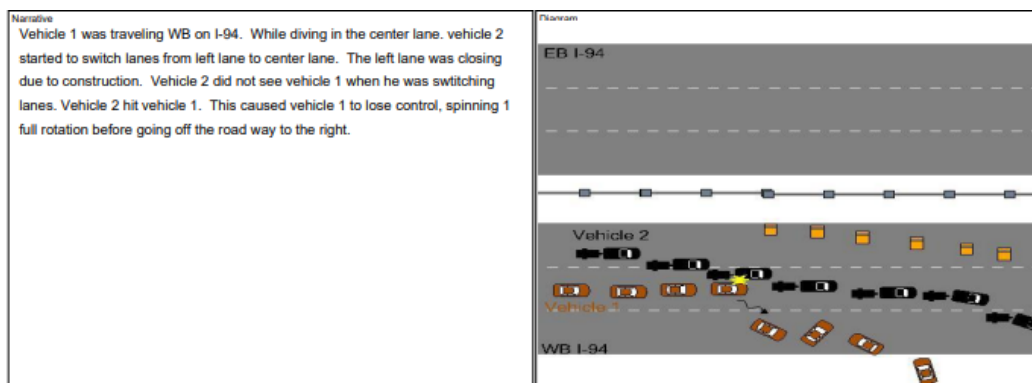 Narrative
Vehicle 1 was traveling WB on I-94. While diving in the center lane. vehicle 2
started to switch lanes from left lane to center lane. The left lane was closing
due to construction. Vehicle 2 did not see vehicle 1 when he was swtitching
lanes. Vehicle 2 hit vehicle 1. This caused vehicle 1 to lose control, spinning 1
full rotation before going off the road way to the right.
Diagram
EB I-94
Vehicle 2
Vehicle 1
WB I-94